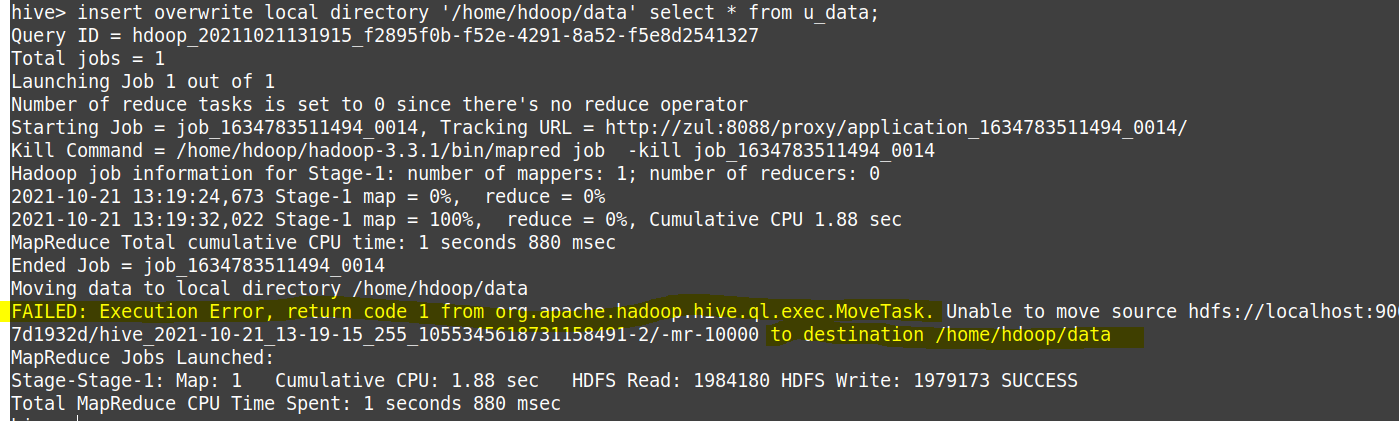 hive> insert overwrite local directory '/home/hdoop/data' select * from u_data;
Query ID = hdoop_20211021131915_f2895f0b-f52e-4291-8a52-f5e8d2541327
Total jobs = 1
Launching Job 1 out of 1
Number of reduce tasks is set to 0 since there's no reduce operator
Starting Job = job_1634783511494_0014, Tracking URL = http://zul:8088/proxy/application_1634783511494_0014/
Kill Command = /home/hdoop/hadoop-3.3.1/bin/mapred job  -kill job_1634783511494_0014
Hadoop job information for Stage-1: number of mappers: 1; number of reducers: 0
2021-10-21 13:19:24,673 Stage-1 map = 0%,  reduce = 0%
2021-10-21 13:19:32,022 Stage-1 map = 100%,  reduce = 0%, Cumulative CPU 1.88 sec
MapReduce Total cumulative CPU time: 1 seconds 880 msec
Ended Job = job_1634783511494_0014
Moving data to local directory /home/hdoop/data
FAILED: Execution Error, return code 1 from org.apache.hadoop.hive.ql.exec.MoveTask. Unable to move source hdfs://localhost:900
7d1932d/hive_2021-10-21_13-19-15_255_1055345618731158491-2/-mr-10000 to destination /home/hdoop/data
MapReduce Jobs Launched:
Stage-Stage-1: Map: 1   Cumulative CPU: 1.88 sec   HDFS Read: 1984180 HDFS Write: 1979173 SUCCESS
Total MapReduce CPU Time Spent: 1 seconds 880 msec